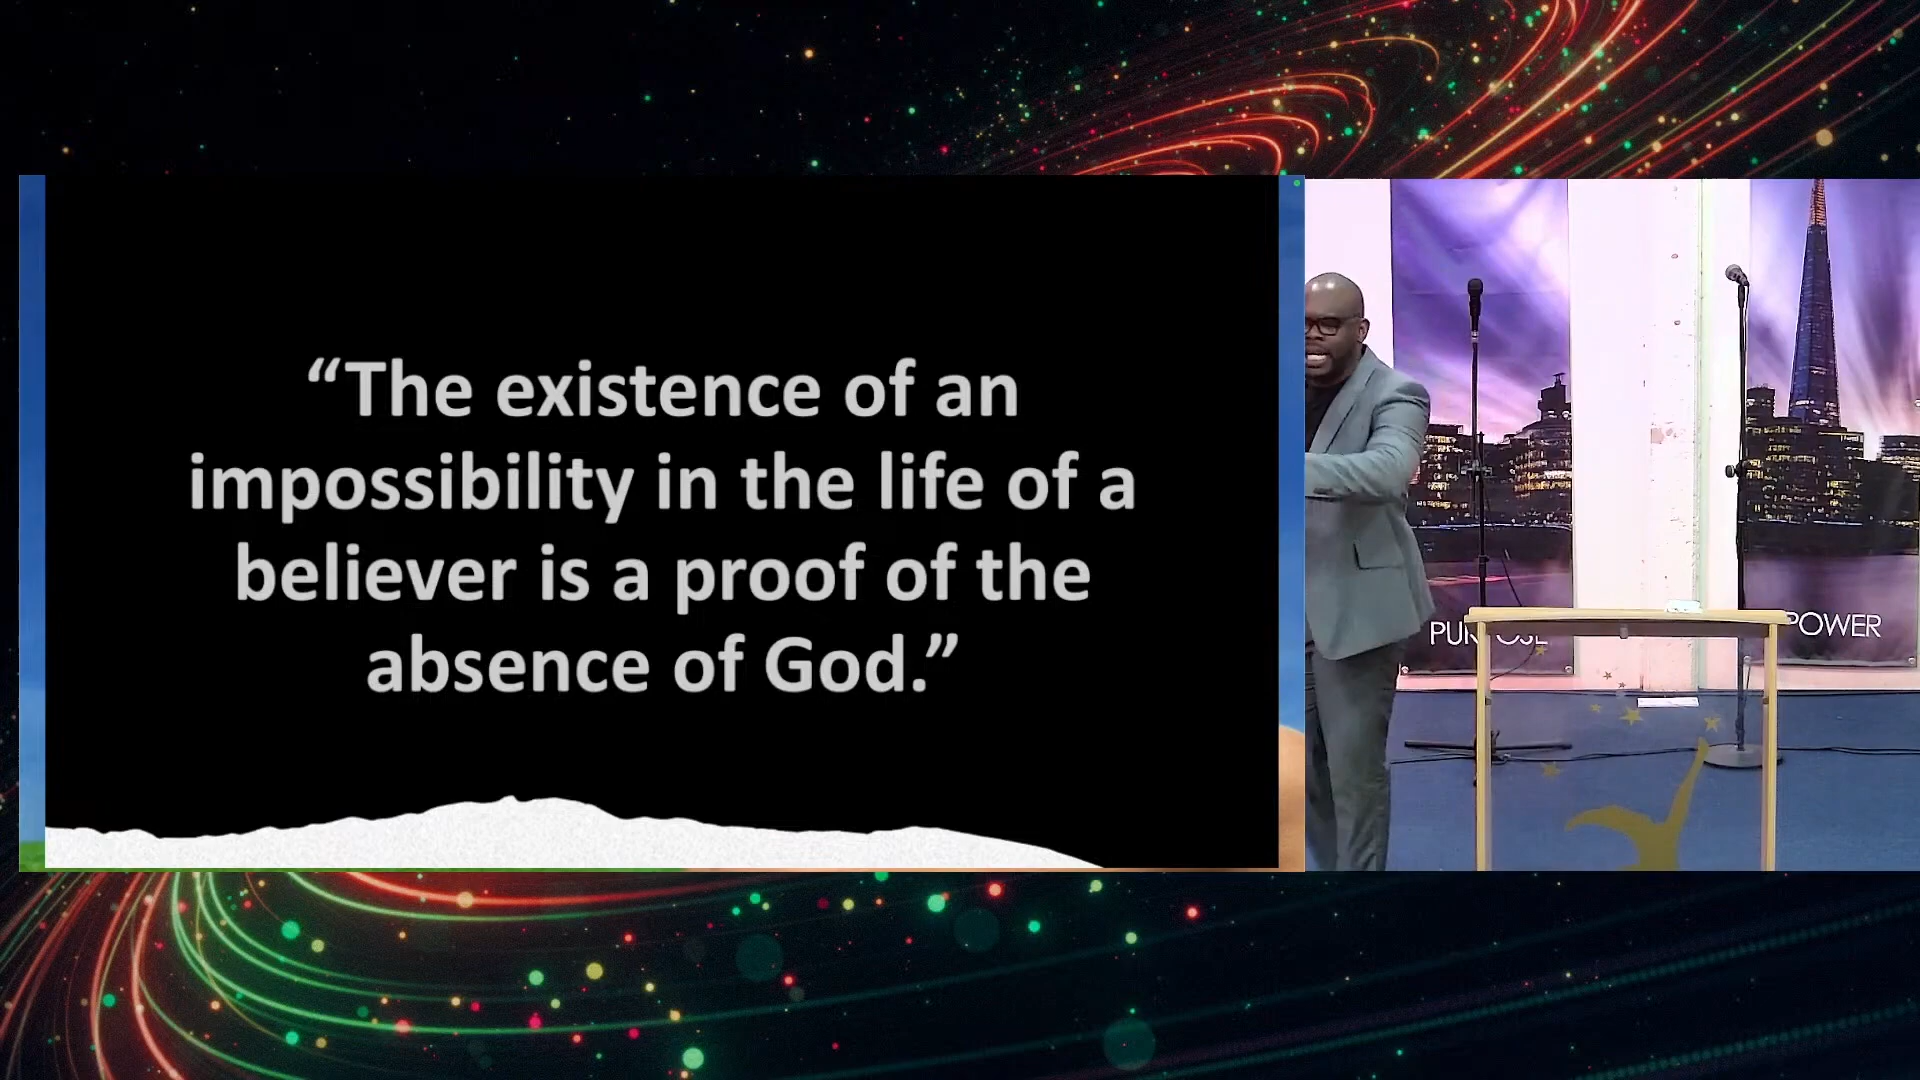 “The existence of an
impossibility in the life of a
believer is a proof of the
absence of God.”
POWER